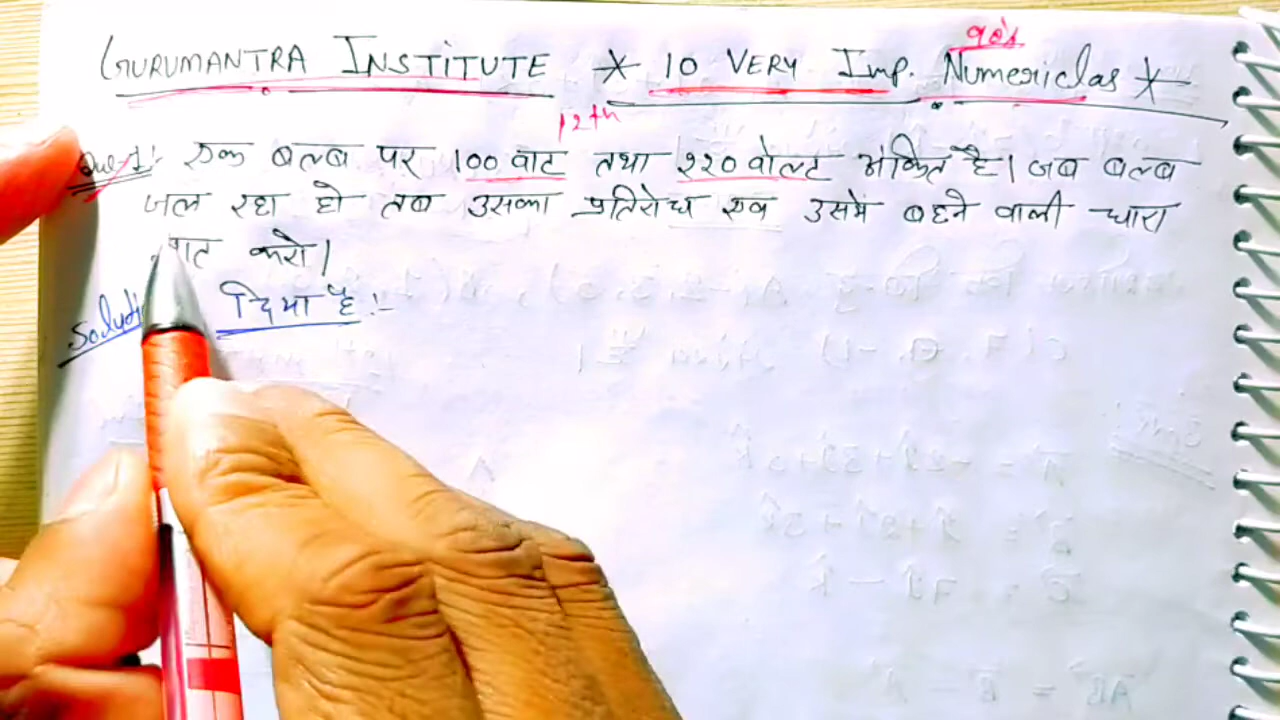 GURUMANTRA INSTITUTE * 10 VERY Imp. Numericlas *
12th
Que 1:- एक बल्ब पर 100 वाट तथा 220 वोल्ट अंकित है। जब बल्ब
जल रहा हो तब उसका प्रतिरोध एवं उसमें बहने वाली धारा
करो।
दिया है :-